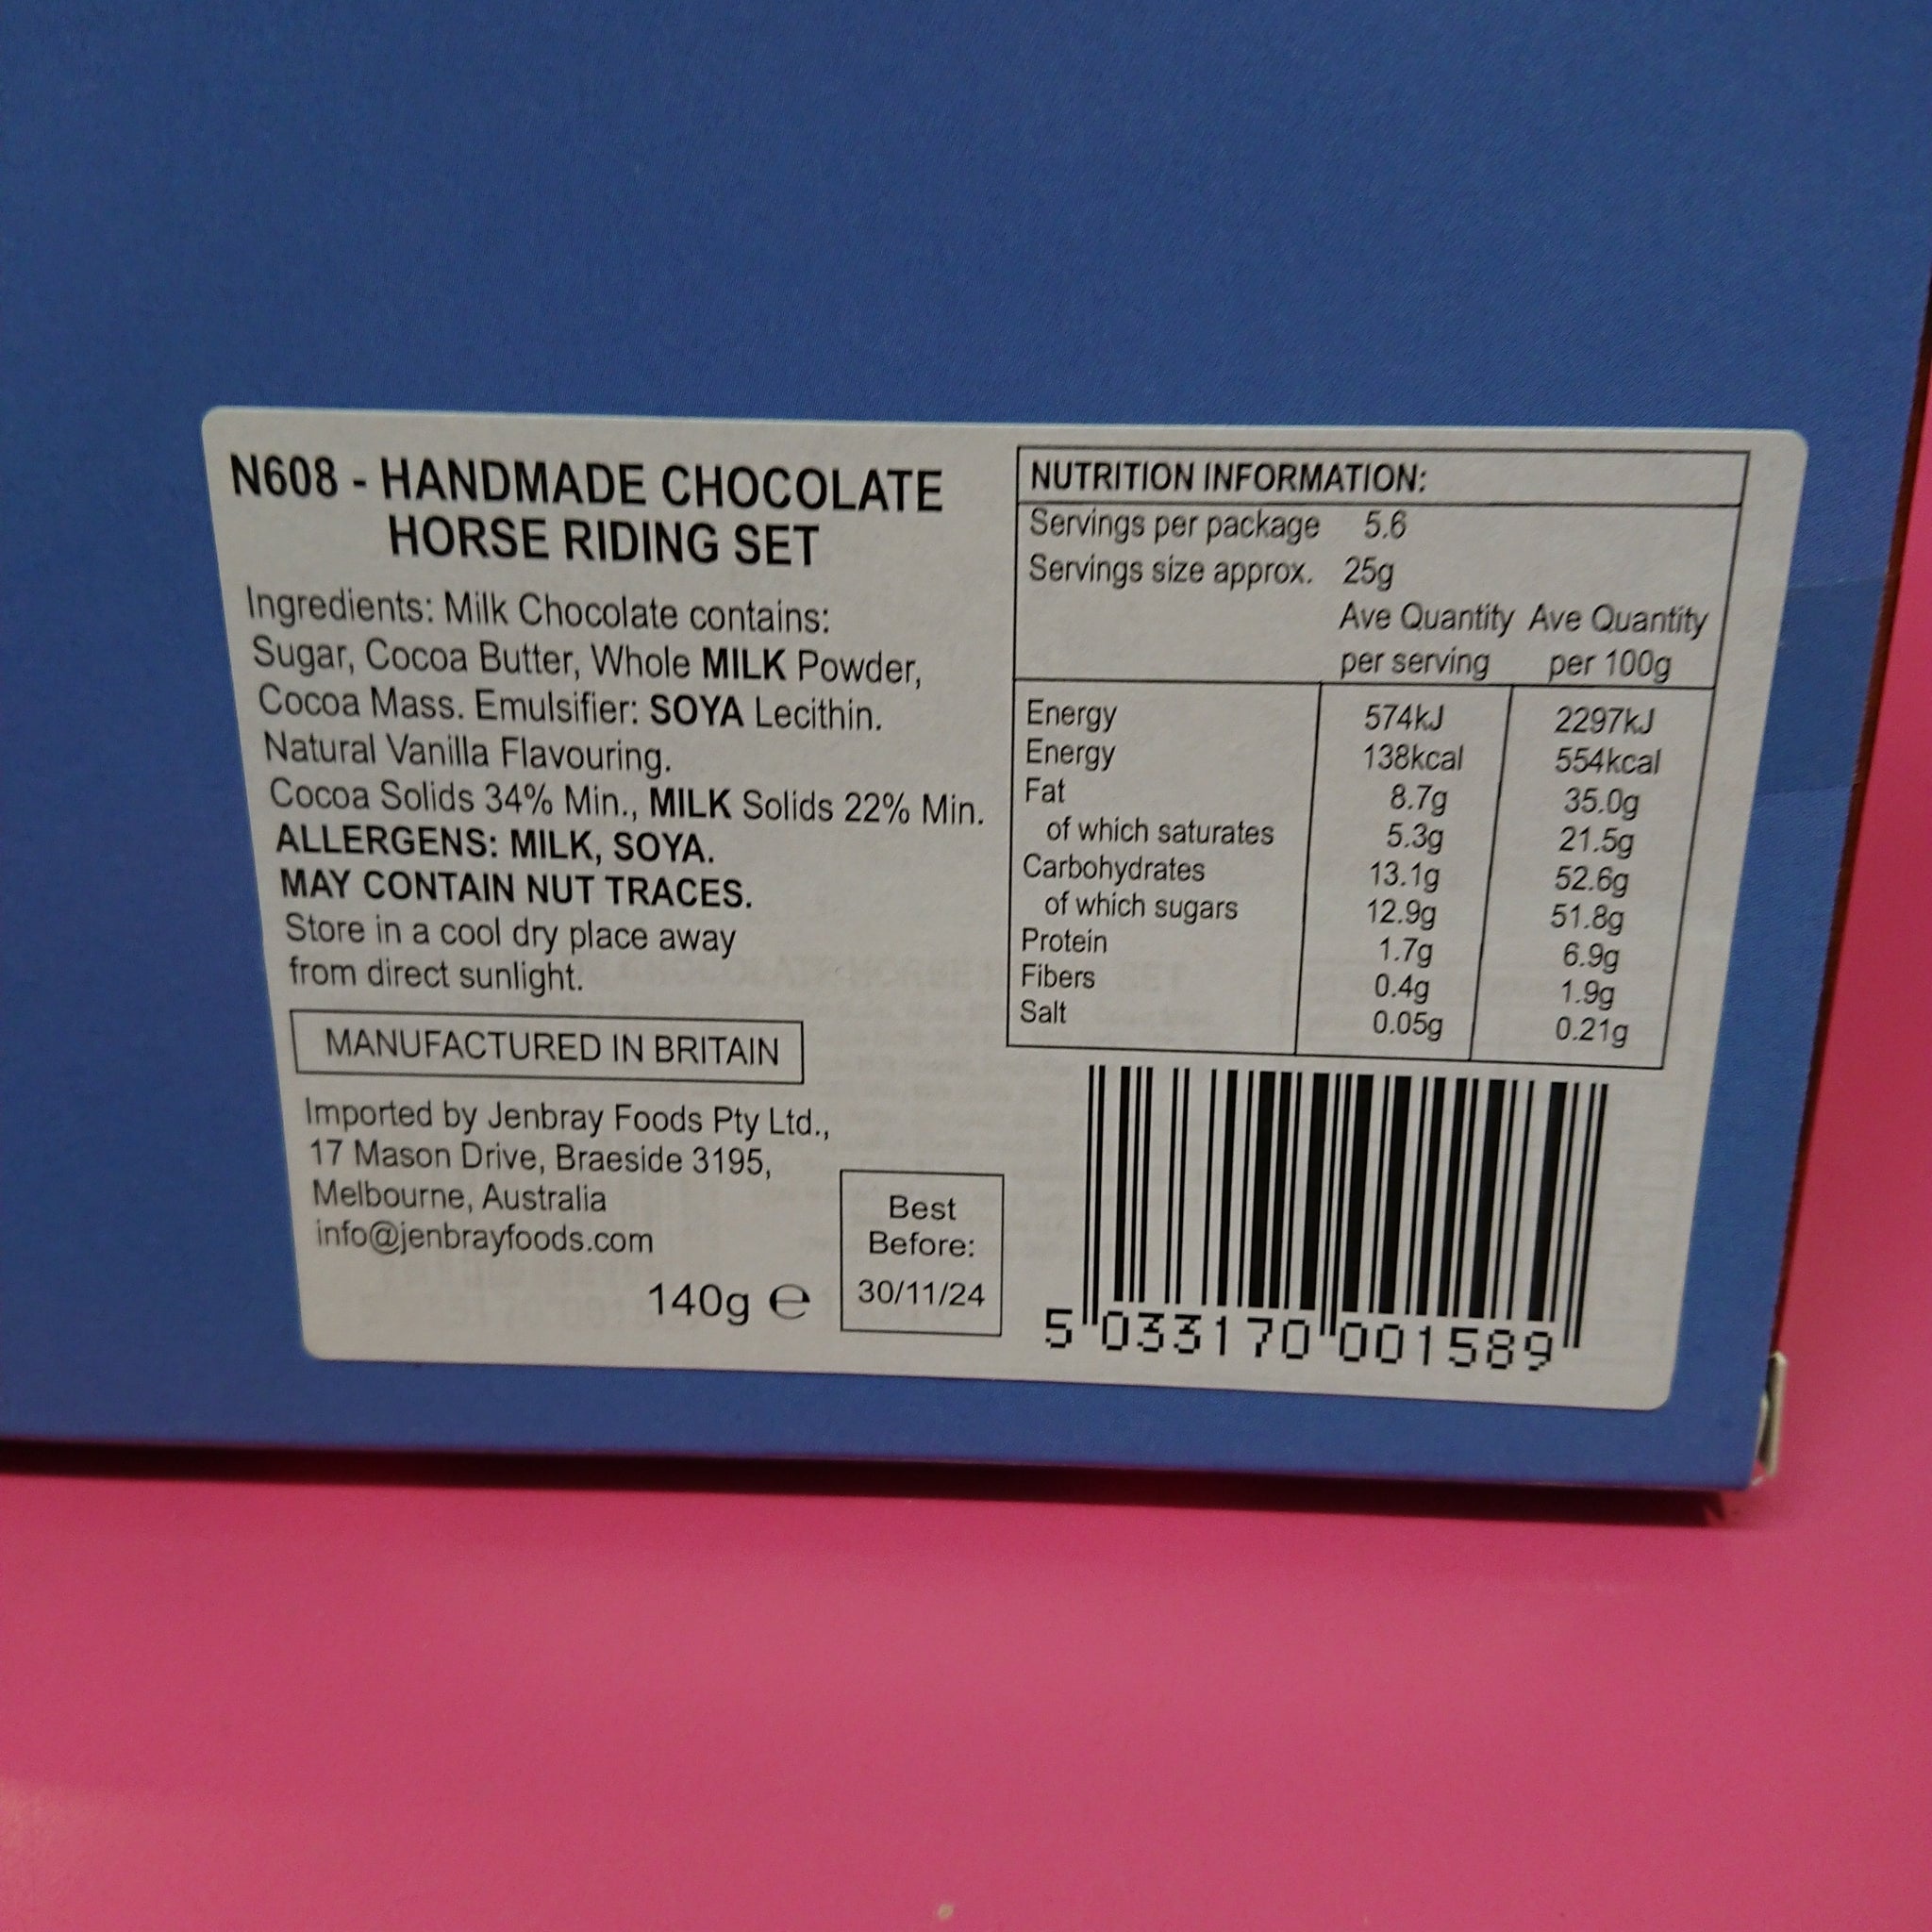 N608 - HANDMADE CHOCOLATE
HORSE RIDING SET
Ingredients: Milk Chocolate contains:
Sugar, Cocoa Butter, Whole MILK Powder,
Cocoa Mass. Emulsifier: SOYA Lecithin.
Natural Vanilla Flavouring.
Cocoa Solids 34% Min., MILK Solids 22% Min.
ALLERGENS: MILK, SOYA.
MAY CONTAIN NUT TRACES.
Store in a cool dry place away
from direct sunlight.
MANUFACTURED IN BRITAIN
Imported by Jenbray Foods Pty Ltd.,
17 Mason Drive, Braeside 3195,
Melbourne, Australia
info@jenbrayfoods.com
140g ℮
Best
Before:
30/11/24
NUTRITION INFORMATION:
Servings per package 5.6
Servings size approx. 25g
Ave Quantity Ave Quantity
per serving per 100g
Energy 574kJ 2297kJ
Energy 138kcal 554kcal
Fat 8.7g 35.0g
of which saturates 5.3g 21.5g
Carbohydrates 13.1g 52.6g
of which sugars 12.9g 51.8g
Protein 1.7g 6.9g
Fibers 0.4g 1.9g
Salt 0.05g 0.21g
5 033170 001589